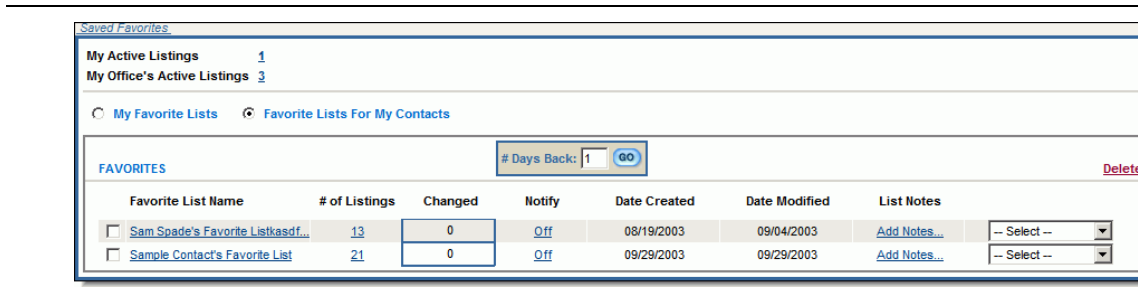 Saved Favorites
My Active Listings 1
My Office's Active Listings 3
My Favorite Lists Favorite Lists For My Contacts
# Days Back: 1 GO
FAVORITES Delete
Favorite List Name # of Listings Changed Notify Date Created Date Modified List Notes
Sam Spade's Favorite Listkasdf... 13 0 Off 08/19/2003 09/04/2003 Add Notes... -- Select --
Sample Contact's Favorite List 21 0 Off 09/29/2003 09/29/2003 Add Notes... -- Select --